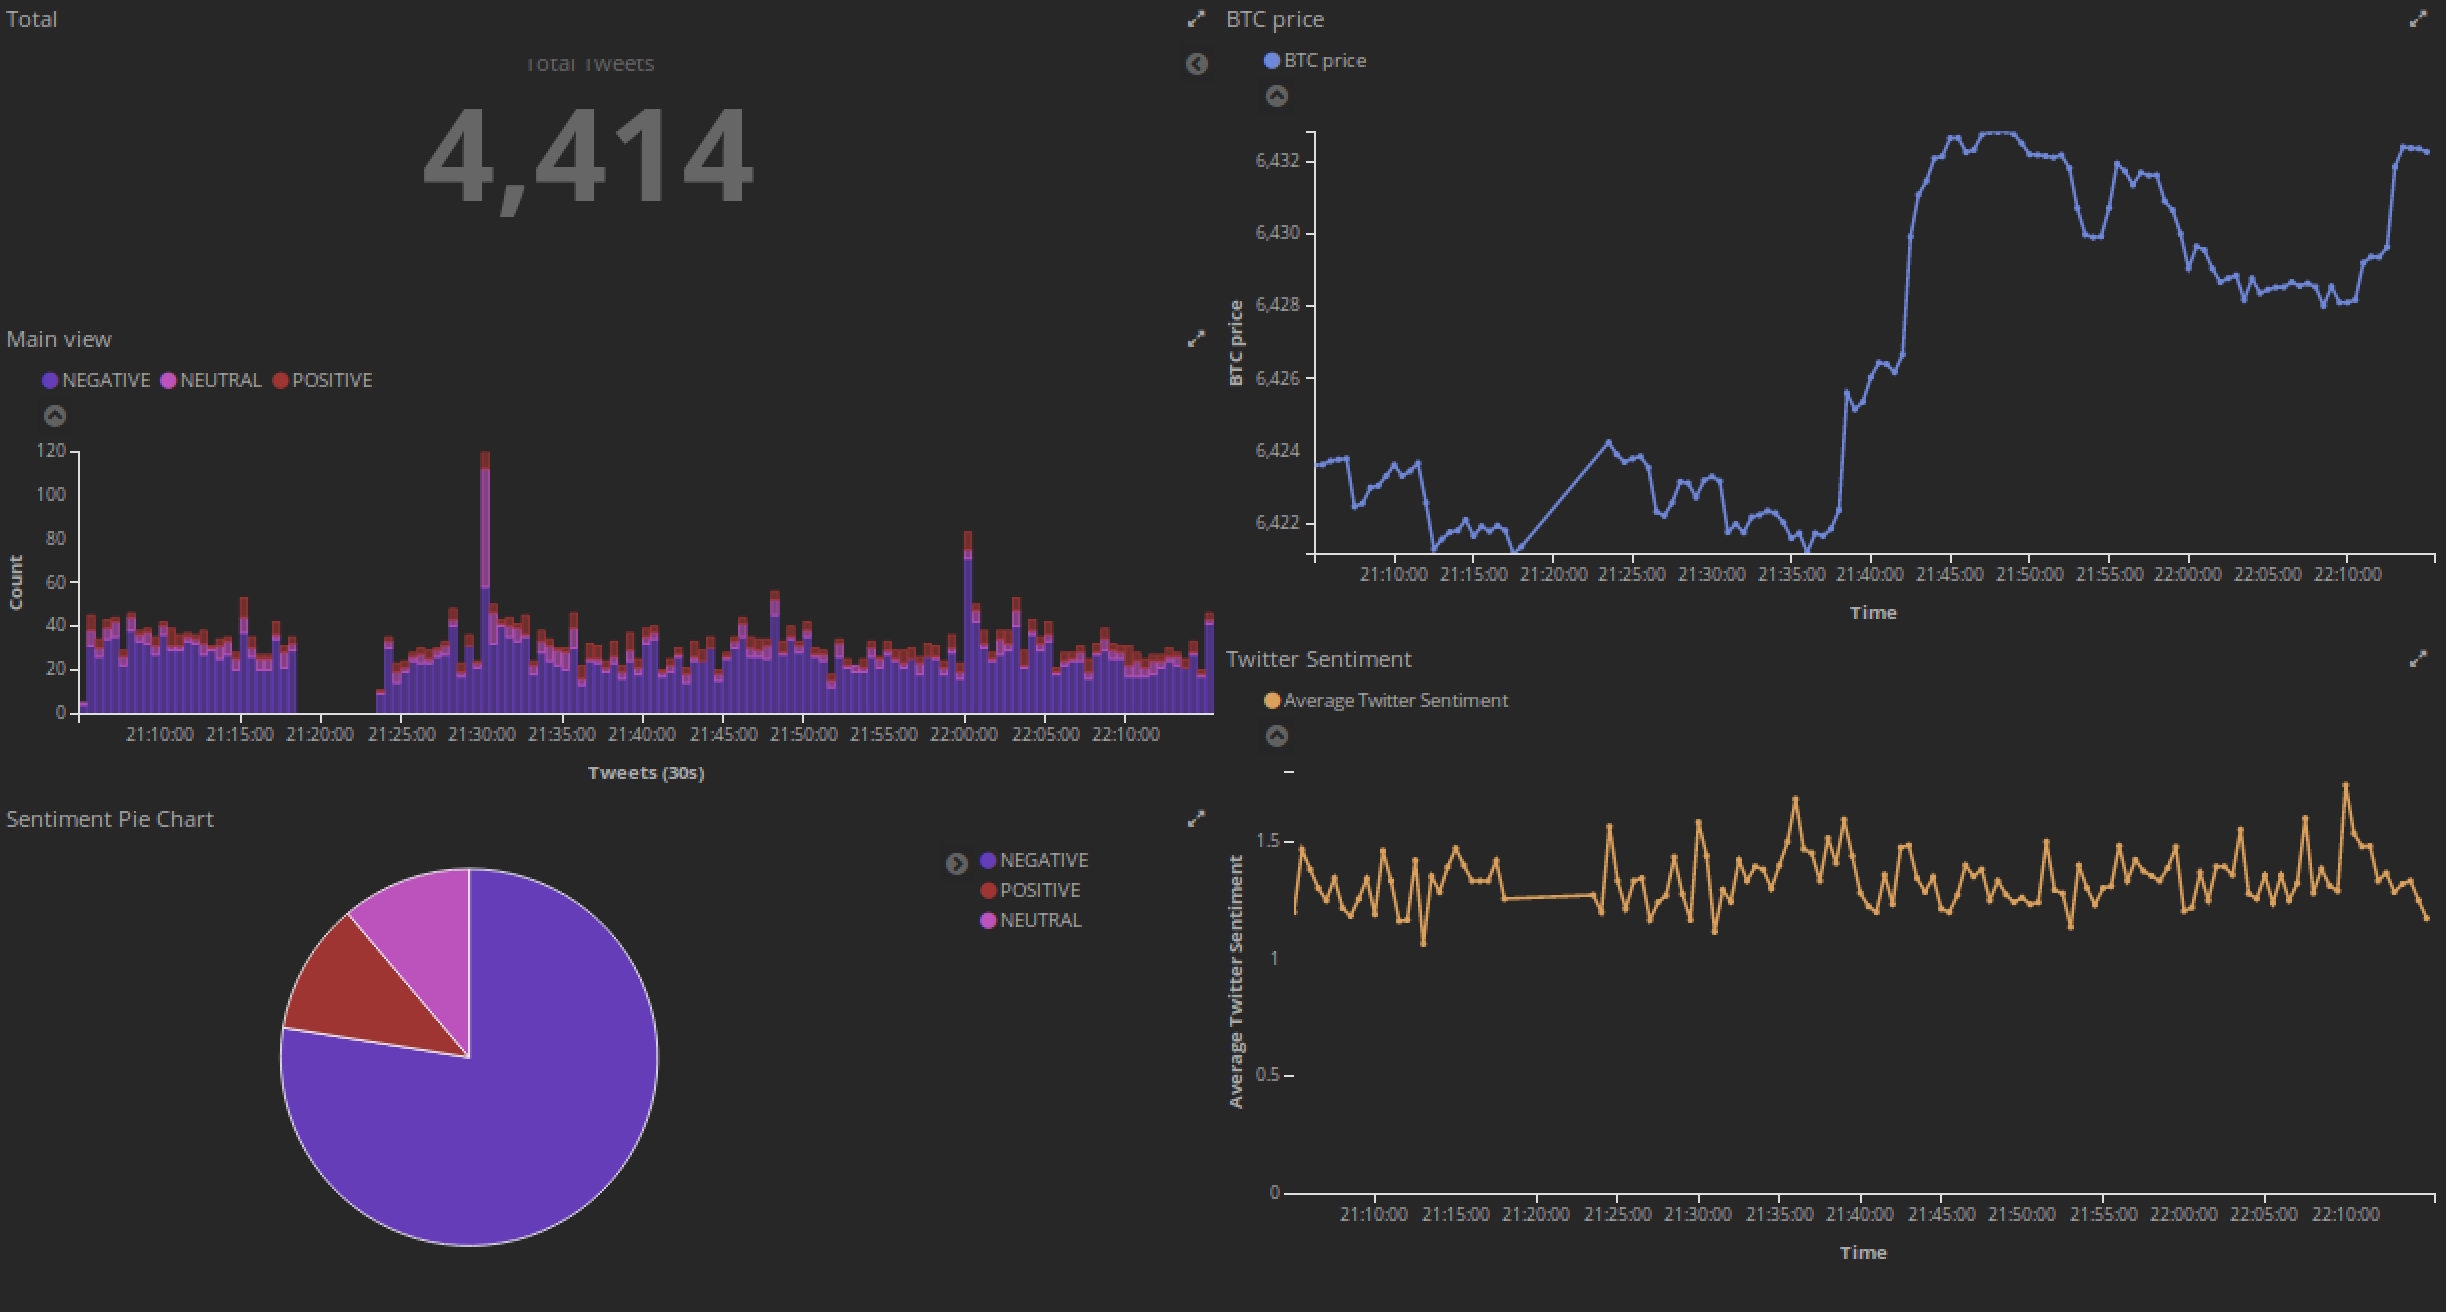 Total
Total Tweets
4,414
Main view
NEGATIVE NEUTRAL POSITIVE
120
100
80
60
40
20
0
Count
21:10:00 21:15:00 21:20:00 21:25:00 21:30:00 21:35:00 21:40:00 21:45:00 21:50:00 21:55:00 22:00:00 22:05:00 22:10:00
Tweets (30s)
Sentiment Pie Chart
NEGATIVE
POSITIVE
NEUTRAL
BTC price
BTC price
6,432
6,430
6,428
6,426
6,424
6,422
BTC price
21:10:00 21:15:00 21:20:00 21:25:00 21:30:00 21:35:00 21:40:00 21:45:00 21:50:00 21:55:00 22:00:00 22:05:00 22:10:00
Time
Twitter Sentiment
Average Twitter Sentiment
1.5
1
0.5
0
Average Twitter Sentiment
21:10:00 21:15:00 21:20:00 21:25:00 21:30:00 21:35:00 21:40:00 21:45:00 21:50:00 21:55:00 22:00:00 22:05:00 22:10:00
Time